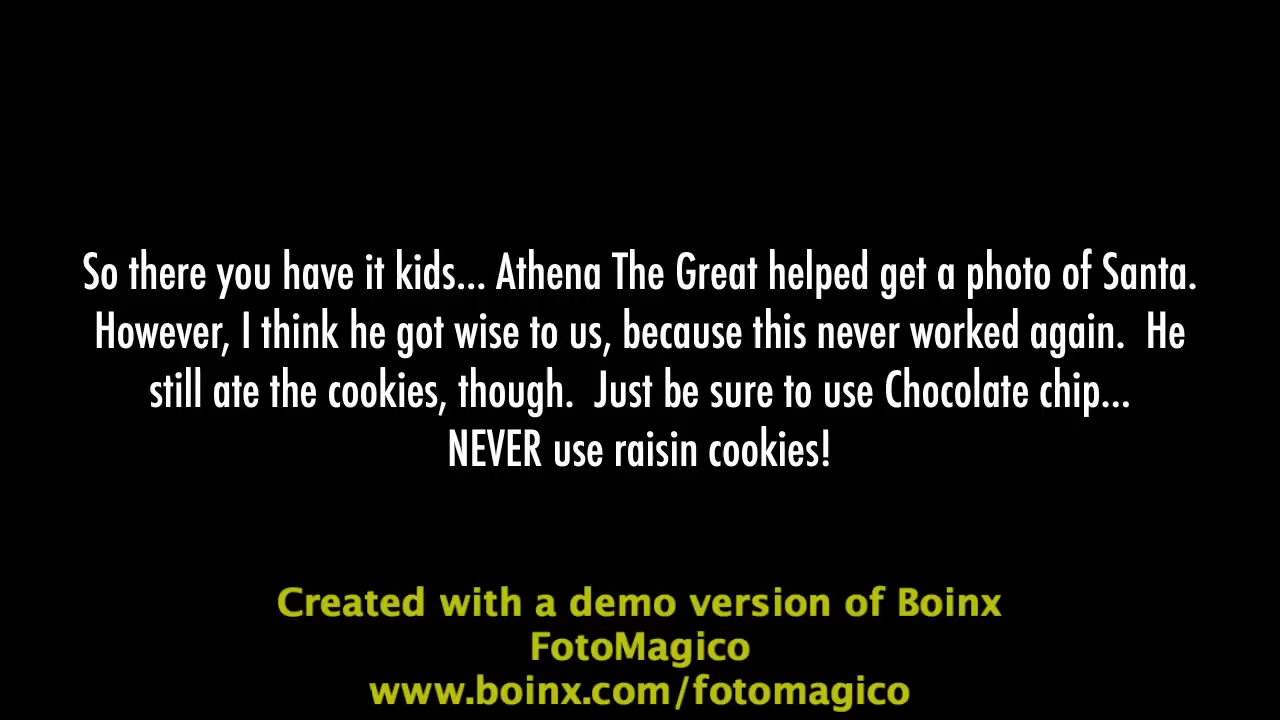 So there you have it kids... Athena The Great helped get a photo of Santa.
However, I think he got wise to us, because this never worked again.  He
still ate the cookies, though.  Just be sure to use Chocolate chip...
NEVER use raisin cookies!
Created with a demo version of Boinx
FotoMagico
www.boinx.com/fotomagico